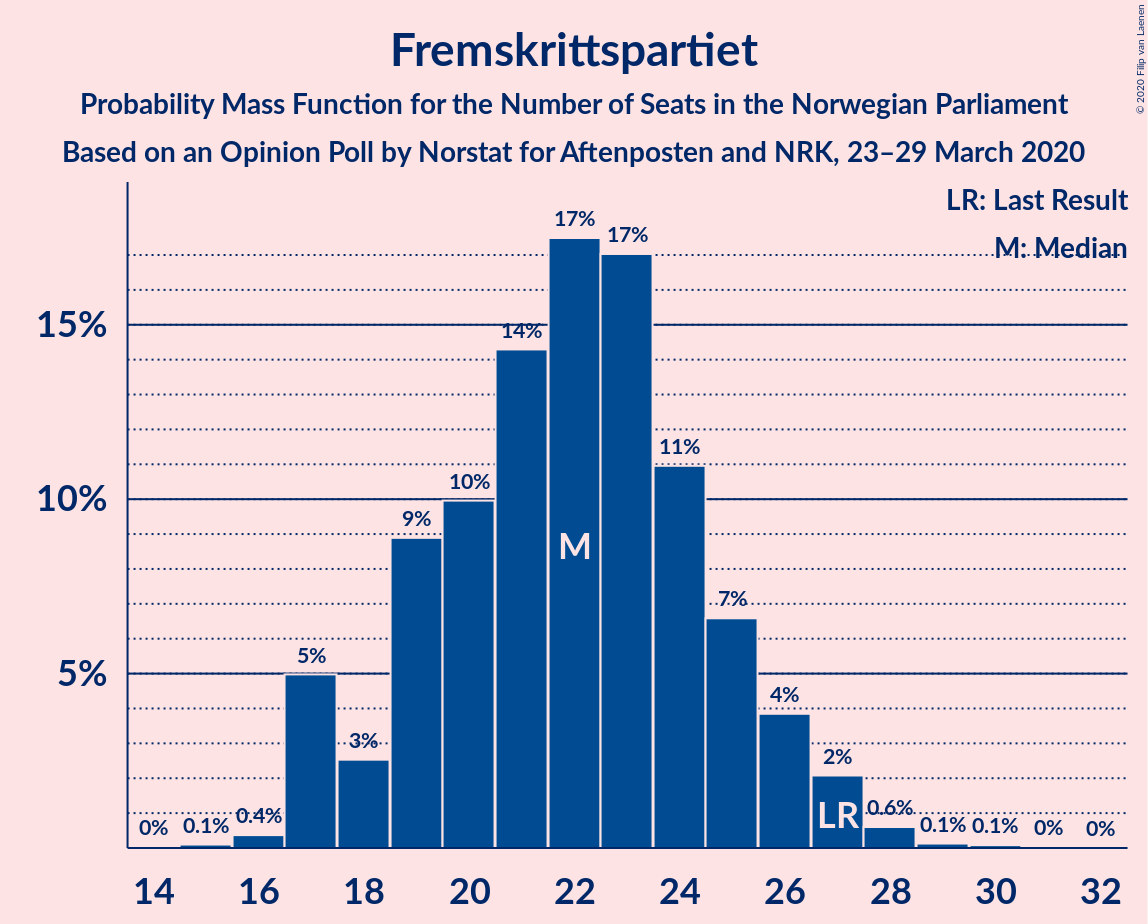 Fremskrittspartiet
Probability Mass Function for the Number of Seats in the Norwegian Parliament
Based on an Opinion Poll by Norstat for Aftenposten and NRK, 23–29 March 2020
© 2020 Filip van Laenen
LR: Last Result
M: Median
17%
17%
15%
14%
11%
10%
10%
9%
M
7%
5%
5%
4%
3%
2%
LR
0%
0.1%
0.4%
0.6%
0.1%
0.1%
0%
0%
14 16 18 20 22 24 26 28 30 32